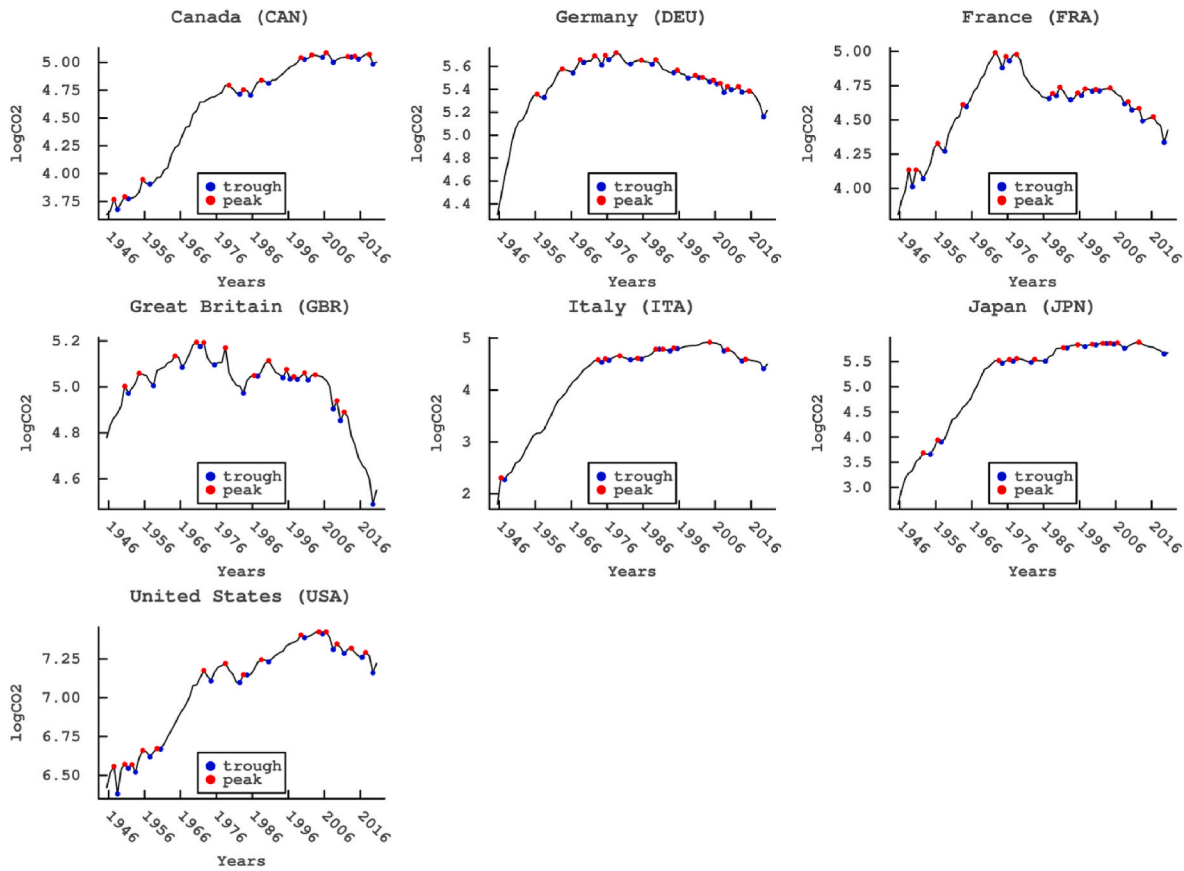 Canada (CAN)
logCO2
5.00
4.75
4.50
4.25
4.00
3.75
trough
peak
1946 1956 1966 1976 1986 1996 2006 2016
Years
Germany (DEU)
logCO2
5.6
5.4
5.2
5.0
4.8
4.6
4.4
trough
peak
1946 1956 1966 1976 1986 1996 2006 2016
Years
France (FRA)
logCO2
5.00
4.75
4.50
4.25
4.00
trough
peak
1946 1956 1966 1976 1986 1996 2006 2016
Years
Great Britain (GBR)
logCO2
5.2
5.0
4.8
4.6
trough
peak
1946 1956 1966 1976 1986 1996 2006 2016
Years
Italy (ITA)
logCO2
5
4
3
2
trough
peak
1946 1956 1966 1976 1986 1996 2006 2016
Years
Japan (JPN)
logCO2
5.5
5.0
4.5
4.0
3.5
3.0
trough
peak
1946 1956 1966 1976 1986 1996 2006 2016
Years
United States (USA)
logCO2
7.25
7.00
6.75
6.50
trough
peak
1946 1956 1966 1976 1986 1996 2006 2016
Years